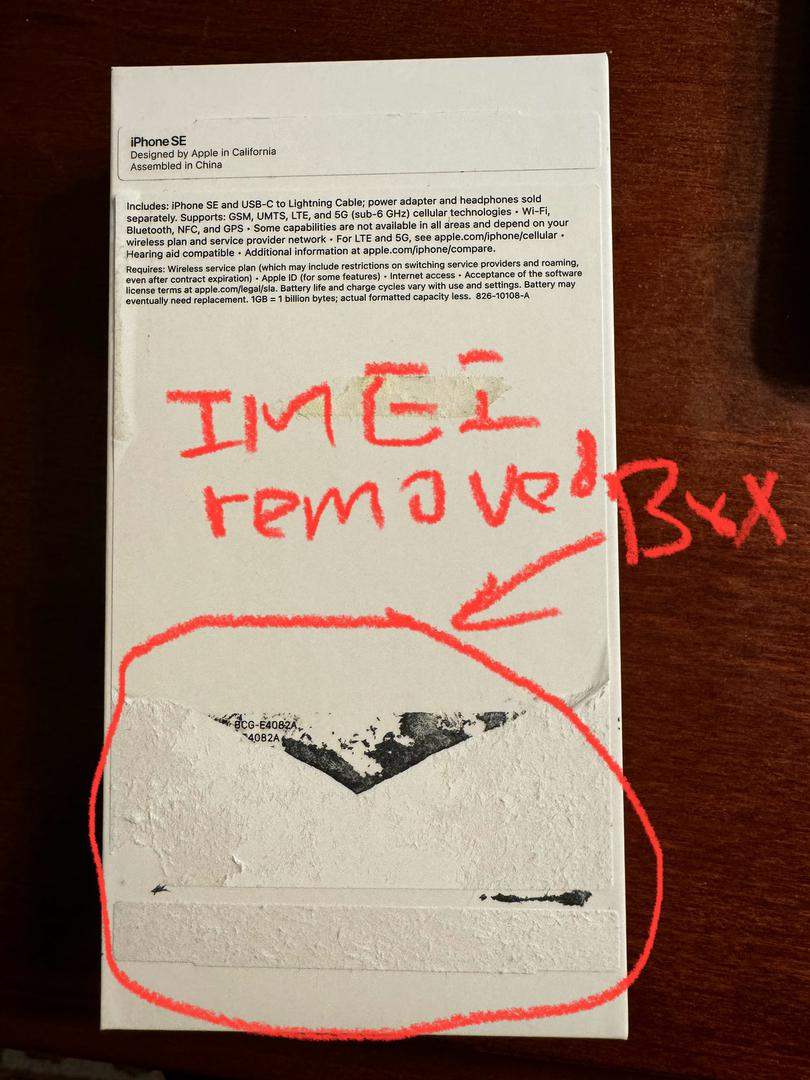 iPhone SE
Designed by Apple in California
Assembled in China
Includes: iPhone SE and USB-C to Lightning Cable; power adapter and headphones sold
separately. Supports: GSM, UMTS, LTE, and 5G (sub-6 GHz) cellular technologies • Wi-Fi,
Bluetooth, NFC, and GPS • Some capabilities are not available in all areas and depend on your
wireless plan and service provider network • For LTE and 5G, see apple.com/iphone/cellular •
Hearing aid compatible • Additional information at apple.com/iphone/compare.
Requires: Wireless service plan (which may include restrictions on switching service providers and roaming,
even after contract expiration) • Apple ID (for some features) • Internet access • Acceptance of the software
license terms at apple.com/legal/sla. Battery life and charge cycles vary with use and settings. Battery may
eventually need replacement. 1GB = 1 billion bytes; actual formatted capacity less. 826-10108-A
IMEI
removed
BxX
BCG-E4082A
4082A